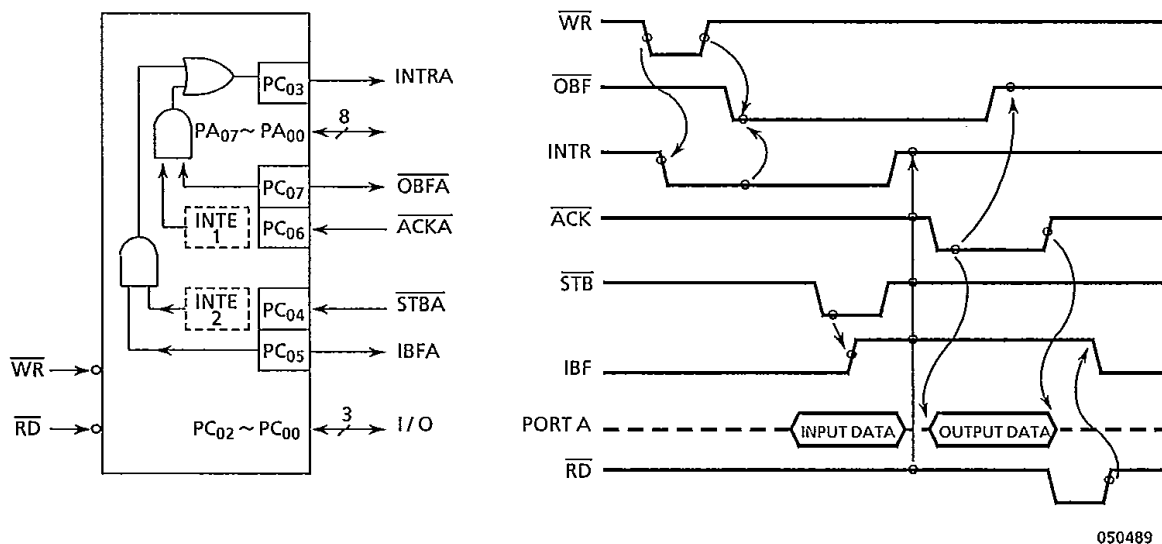 PC03
INTRA
PA07~PA00
8
PC07
OBFA
INTE
1
PC06
ACKA
INTE
2
PC04
STBA
PC05
IBFA
WR
RD
PC02~PC00
3
I/O
WR
OBF
INTR
ACK
STB
IBF
PORT A
INPUT DATA
OUTPUT DATA
RD
050489